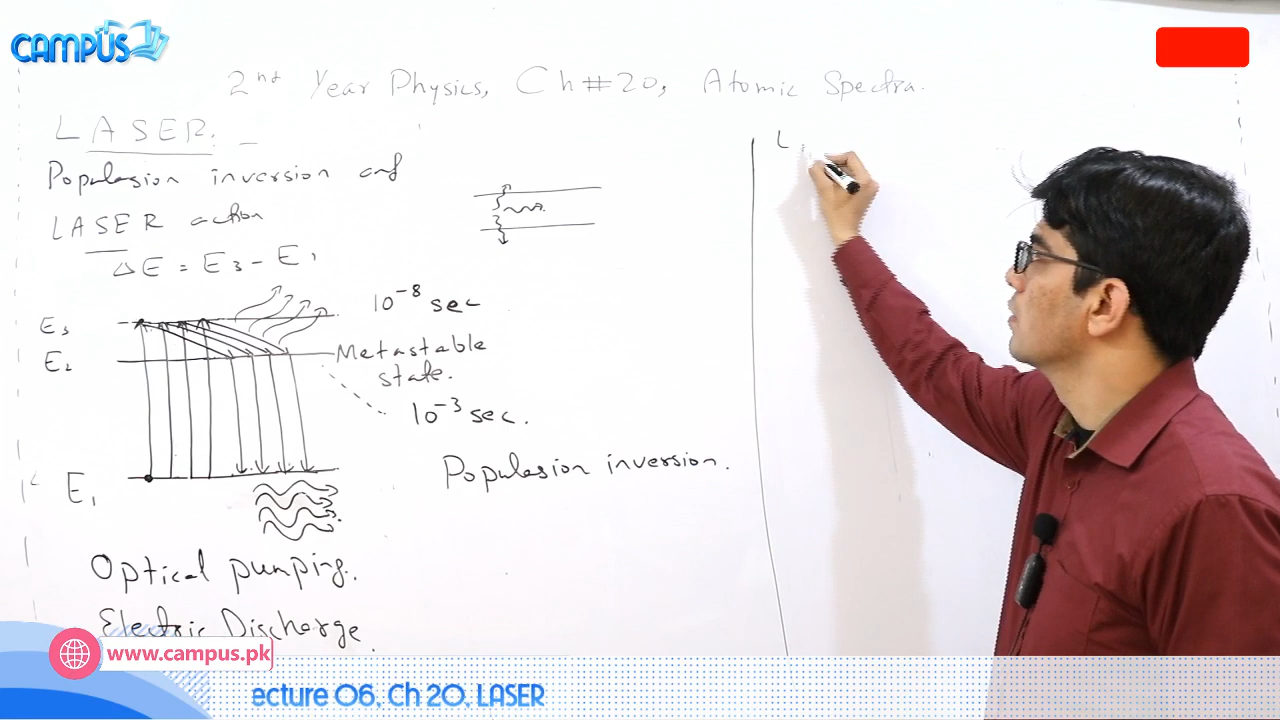 CAMPUS
2nd Year Physics, Ch#20, Atomic Spectra.
LASER.
Populasion inversion and
LASER action
ΔE = E3 - E1
E3
10-8 sec
E2
Metastable
state.
10-3 sec.
E1
Populasion inversion.
Optical pumping.
Electric Discharge.
L
www.campus.pk
ecture 06, Ch 20, LASER